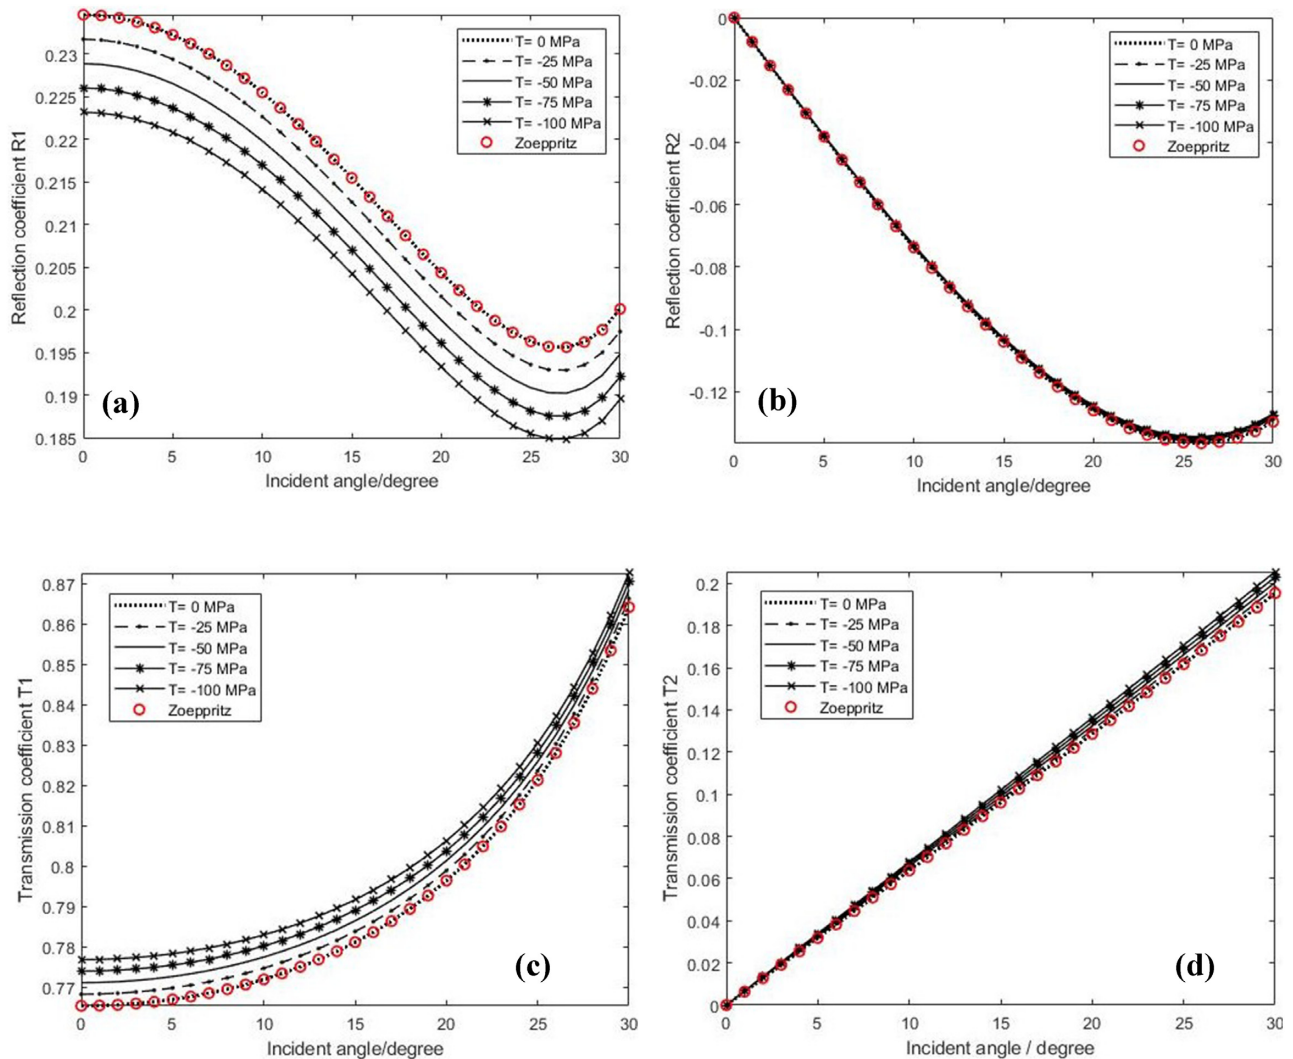 Reflection coefficient R1
0.23
0.225
0.22
0.215
0.21
0.205
0.2
0.195
0.19
0.185
T= 0 MPa
T= -25 MPa
T= -50 MPa
T= -75 MPa
T= -100 MPa
Zoeppritz
(a)
0 5 10 15 20 25 30
Incident angle/degree
Reflection coefficient R2
0
-0.02
-0.04
-0.06
-0.08
-0.1
-0.12
T= 0 MPa
T= -25 MPa
T= -50 MPa
T= -75 MPa
T= -100 MPa
Zoeppritz
(b)
0 5 10 15 20 25 30
Incident angle/degree
Transmission coefficient T1
0.87
0.86
0.85
0.84
0.83
0.82
0.81
0.8
0.79
0.78
0.77
T= 0 MPa
T= -25 MPa
T= -50 MPa
T= -75 MPa
T= -100 MPa
Zoeppritz
(c)
0 5 10 15 20 25 30
Incident angle/degree
Transmission coefficient T2
0.2
0.18
0.16
0.14
0.12
0.1
0.08
0.06
0.04
0.02
0
T= 0 MPa
T= -25 MPa
T= -50 MPa
T= -75 MPa
T= -100 MPa
Zoeppritz
(d)
0 5 10 15 20 25 30
Incident angle / degree